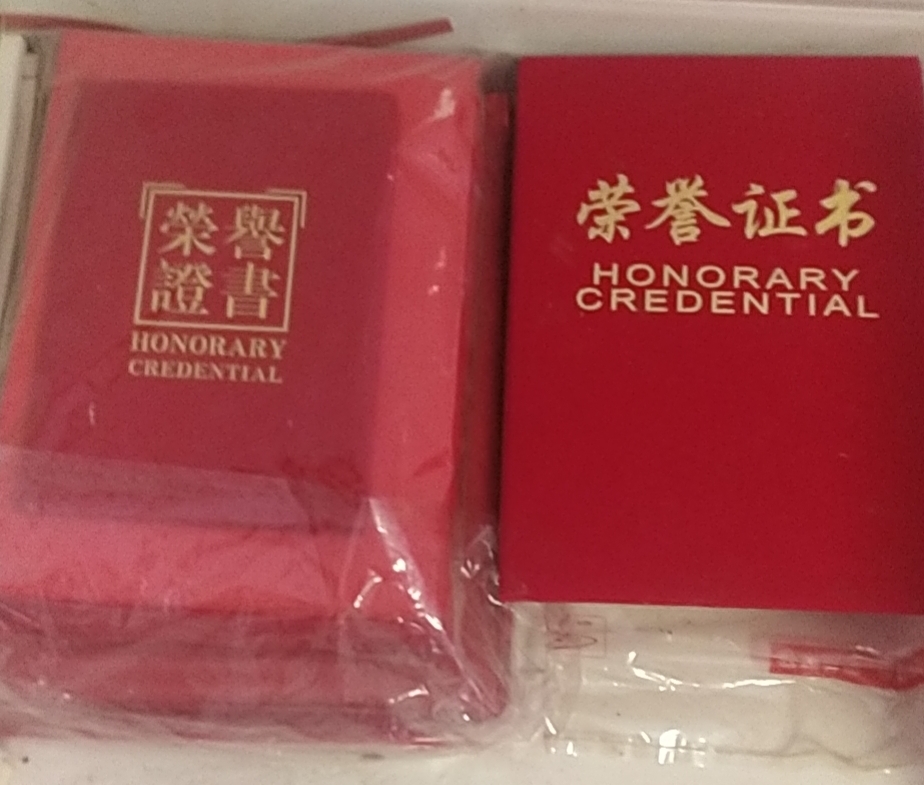 榮譽
證書
HONORARY
CREDENTIAL
荣誉证书
HONORARY
CREDENTIAL